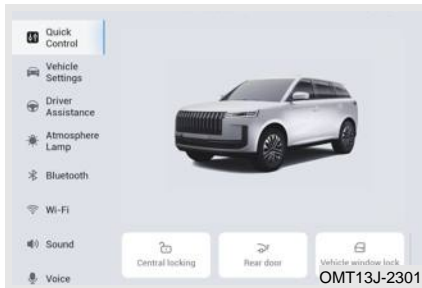 Quick
Control
Vehicle
Settings
Driver
Assistance
Atmosphere
Lamp
Bluetooth
Wi-Fi
Sound
Voice
Central locking
Rear door
Vehicle window lock
OMT13J-2301